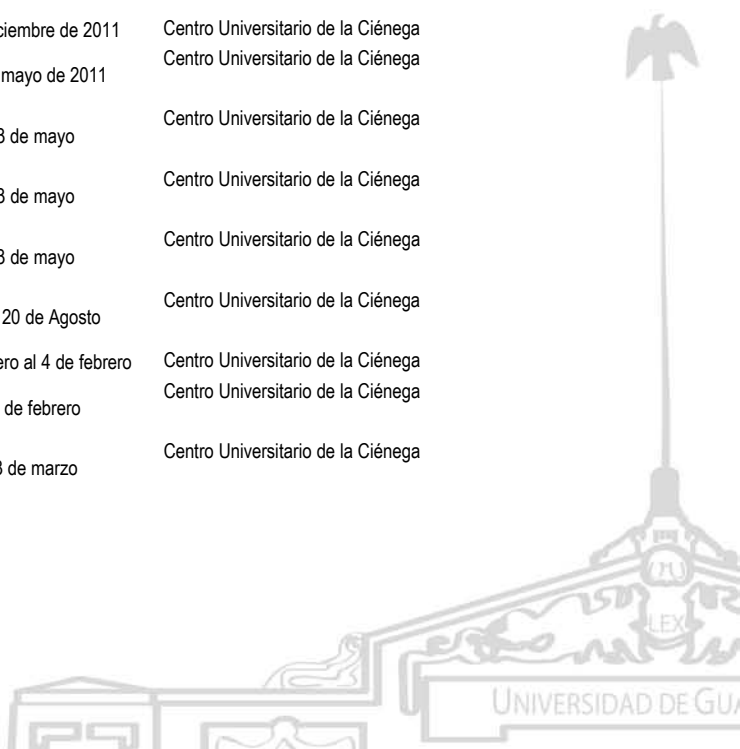 ciembre de 2011 Centro Universitario de la Ciénega
Centro Universitario de la Ciénega
mayo de 2011
Centro Universitario de la Ciénega
3 de mayo
Centro Universitario de la Ciénega
3 de mayo
Centro Universitario de la Ciénega
3 de mayo
Centro Universitario de la Ciénega
20 de Agosto
ero al 4 de febrero Centro Universitario de la Ciénega
Centro Universitario de la Ciénega
de febrero
Centro Universitario de la Ciénega
3 de marzo
LEX
UNIVERSIDAD DE GUA